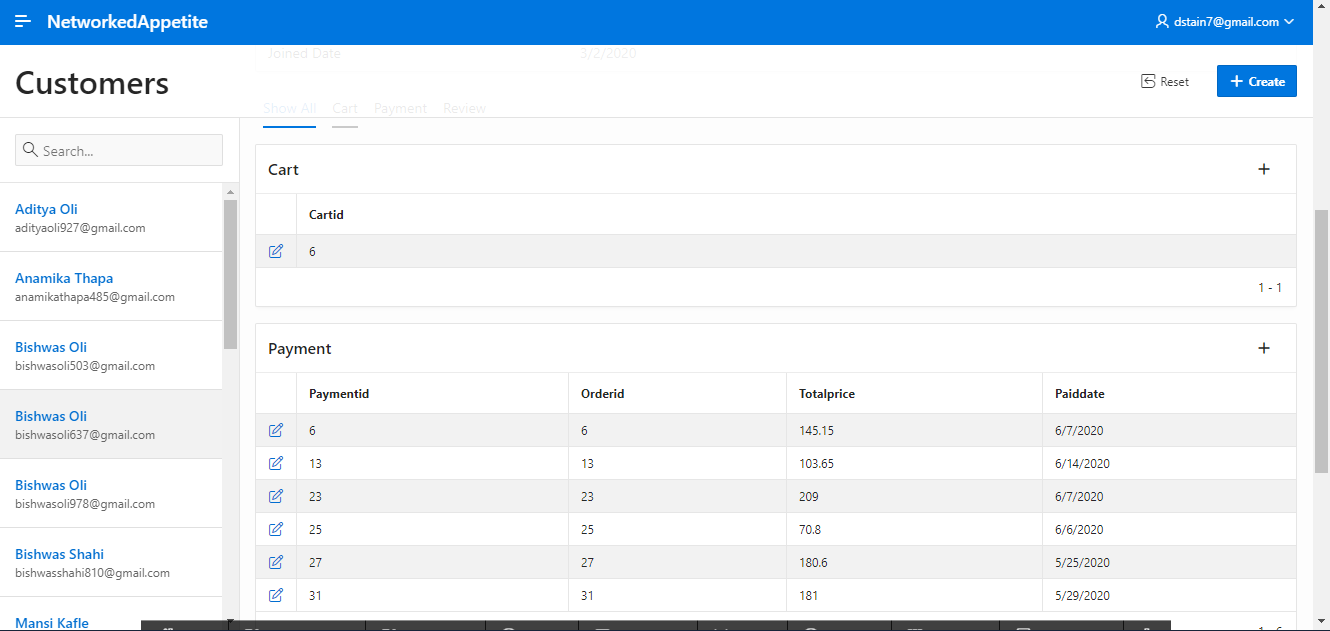 NetworkedAppetite
dstain7@gmail.com
Joined Date 3/2/2020
Customers
Reset
Create
Show All Cart Payment Review
Search...
Aditya Oli
adityaoli927@gmail.com
Anamika Thapa
anamikathapa485@gmail.com
Bishwas Oli
bishwasoli503@gmail.com
Bishwas Oli
bishwasoli637@gmail.com
Bishwas Oli
bishwasoli978@gmail.com
Bishwas Shahi
bishwasshahi810@gmail.com
Mansi Kafle
Cart
Cartid
6
1 - 1
Payment
Paymentid Orderid Totalprice Paiddate
6 6 145.15 6/7/2020
13 13 103.65 6/14/2020
23 23 209 6/7/2020
25 25 70.8 6/6/2020
27 27 180.6 5/25/2020
31 31 181 5/29/2020
1 - 6